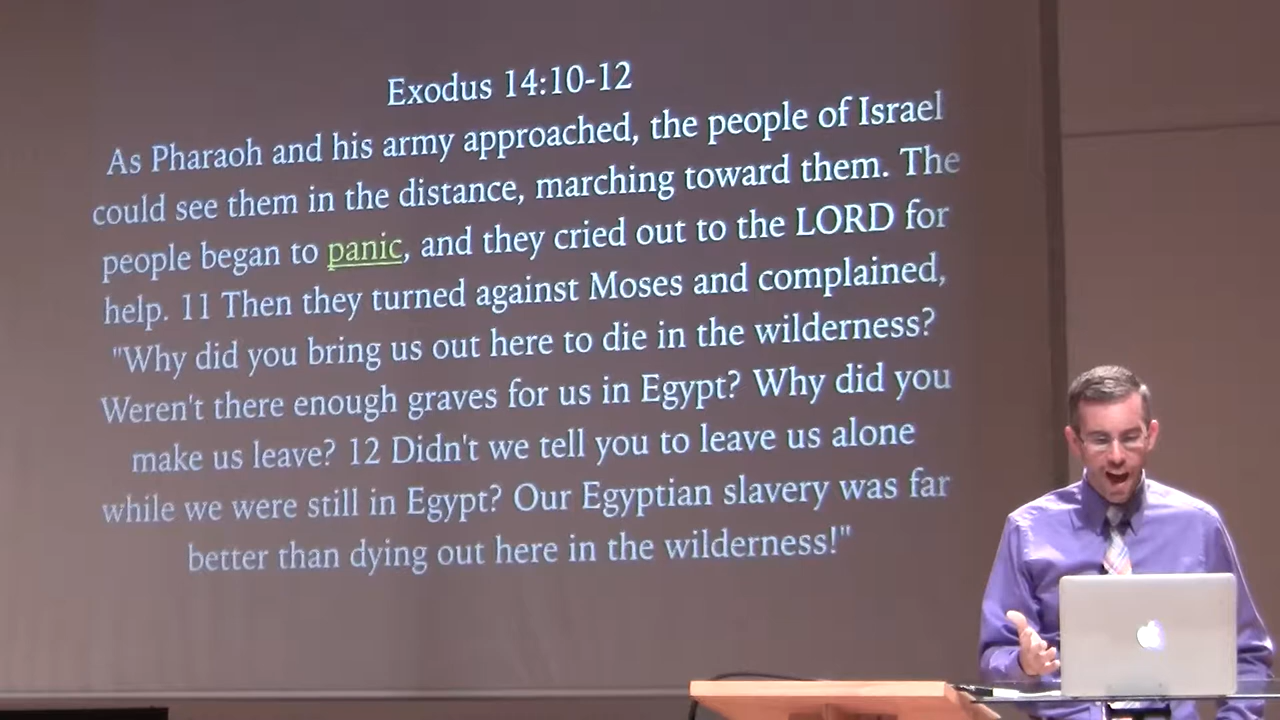 Exodus 14:10-12
As Pharaoh and his army approached, the people of Israel
could see them in the distance, marching toward them. The
people began to panic, and they cried out to the LORD for
help. 11 Then they turned against Moses and complained,
"Why did you bring us out here to die in the wilderness?
Weren't there enough graves for us in Egypt? Why did you
make us leave? 12 Didn't we tell you to leave us alone
while we were still in Egypt? Our Egyptian slavery was far
better than dying out here in the wilderness!"